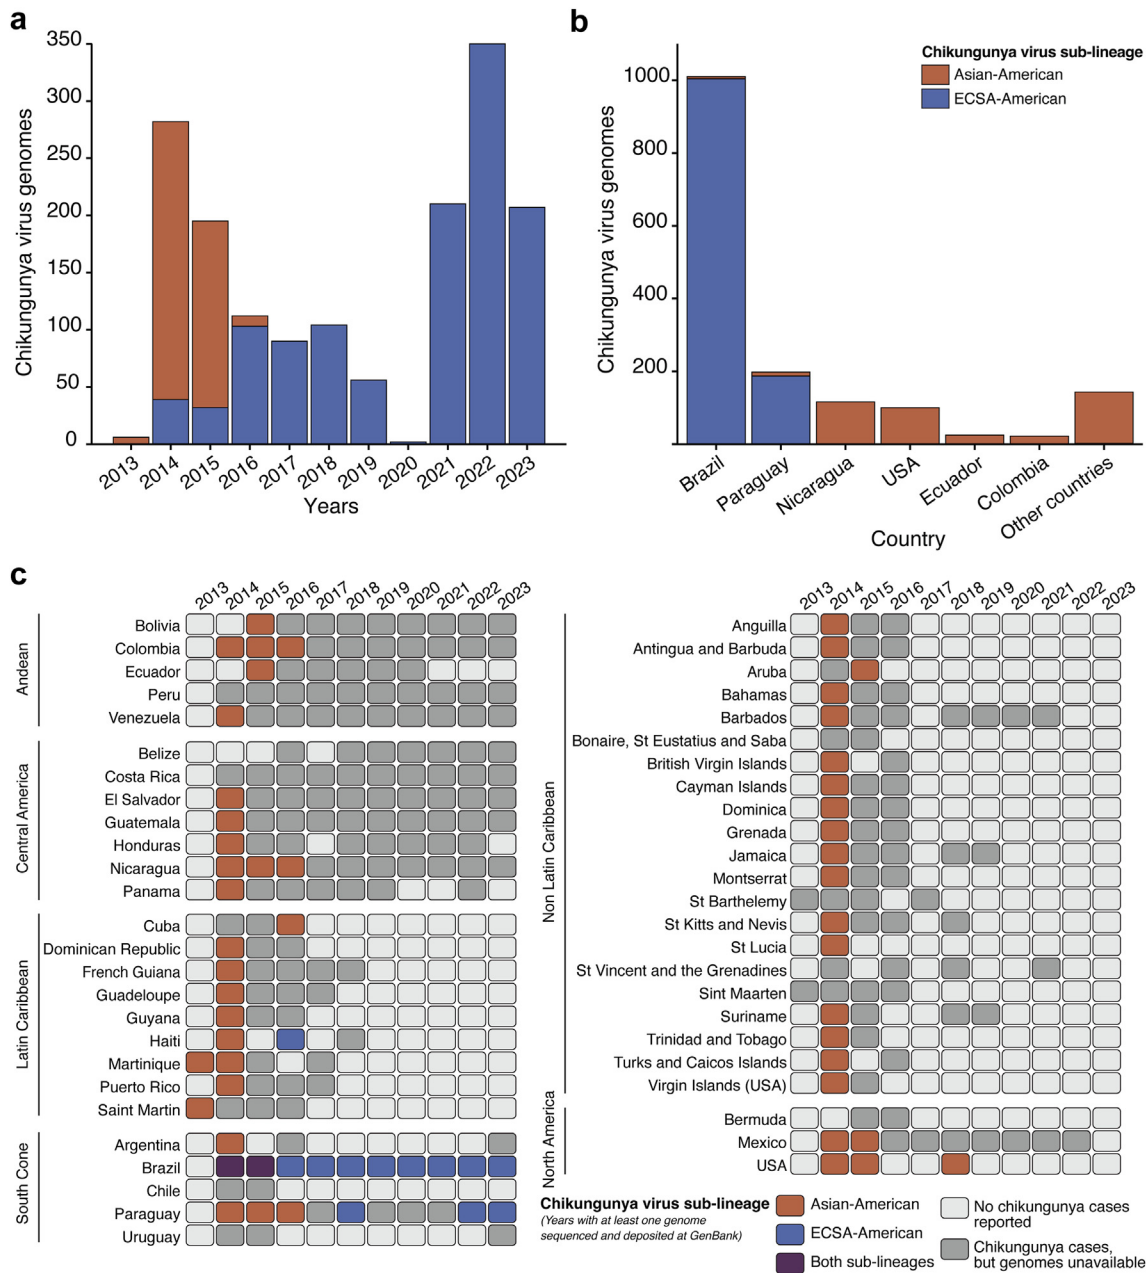 a
350
300
250
200
150
100
50
0
Chikungunya virus genomes
2013
2014
2015
2016
2017
2018
2019
2020
2021
2022
2023
Years
b
1000
800
600
400
200
Chikungunya virus genomes
Chikungunya virus sub-lineage
Asian-American
ECSA-American
Brazil
Paraguay
Nicaragua
USA
Ecuador
Colombia
Other countries
Country
c
2013 2014 2015 2016 2017 2018 2019 2020 2021 2022 2023
Andean
Bolivia
Colombia
Ecuador
Peru
Venezuela
Central America
Belize
Costa Rica
El Salvador
Guatemala
Honduras
Nicaragua
Panama
Latin Caribbean
Cuba
Dominican Republic
French Guiana
Guadeloupe
Guyana
Haiti
Martinique
Puerto Rico
Saint Martin
South Cone
Argentina
Brazil
Chile
Paraguay
Uruguay
2013 2014 2015 2016 2017 2018 2019 2020 2021 2022 2023
Non Latin Caribbean
Anguilla
Antingua and Barbuda
Aruba
Bahamas
Barbados
Bonaire, St Eustatius and Saba
British Virgin Islands
Cayman Islands
Dominica
Grenada
Jamaica
Montserrat
St Barthelemy
St Kitts and Nevis
St Lucia
St Vincent and the Grenadines
Sint Maarten
Suriname
Trinidad and Tobago
Turks and Caicos Islands
Virgin Islands (USA)
North America
Bermuda
Mexico
USA
Chikungunya virus sub-lineage
(Years with at least one genome
sequenced and deposited at GenBank)
Asian-American
ECSA-American
Both sub-lineages
No chikungunya cases
reported
Chikungunya cases,
but genomes unavailable